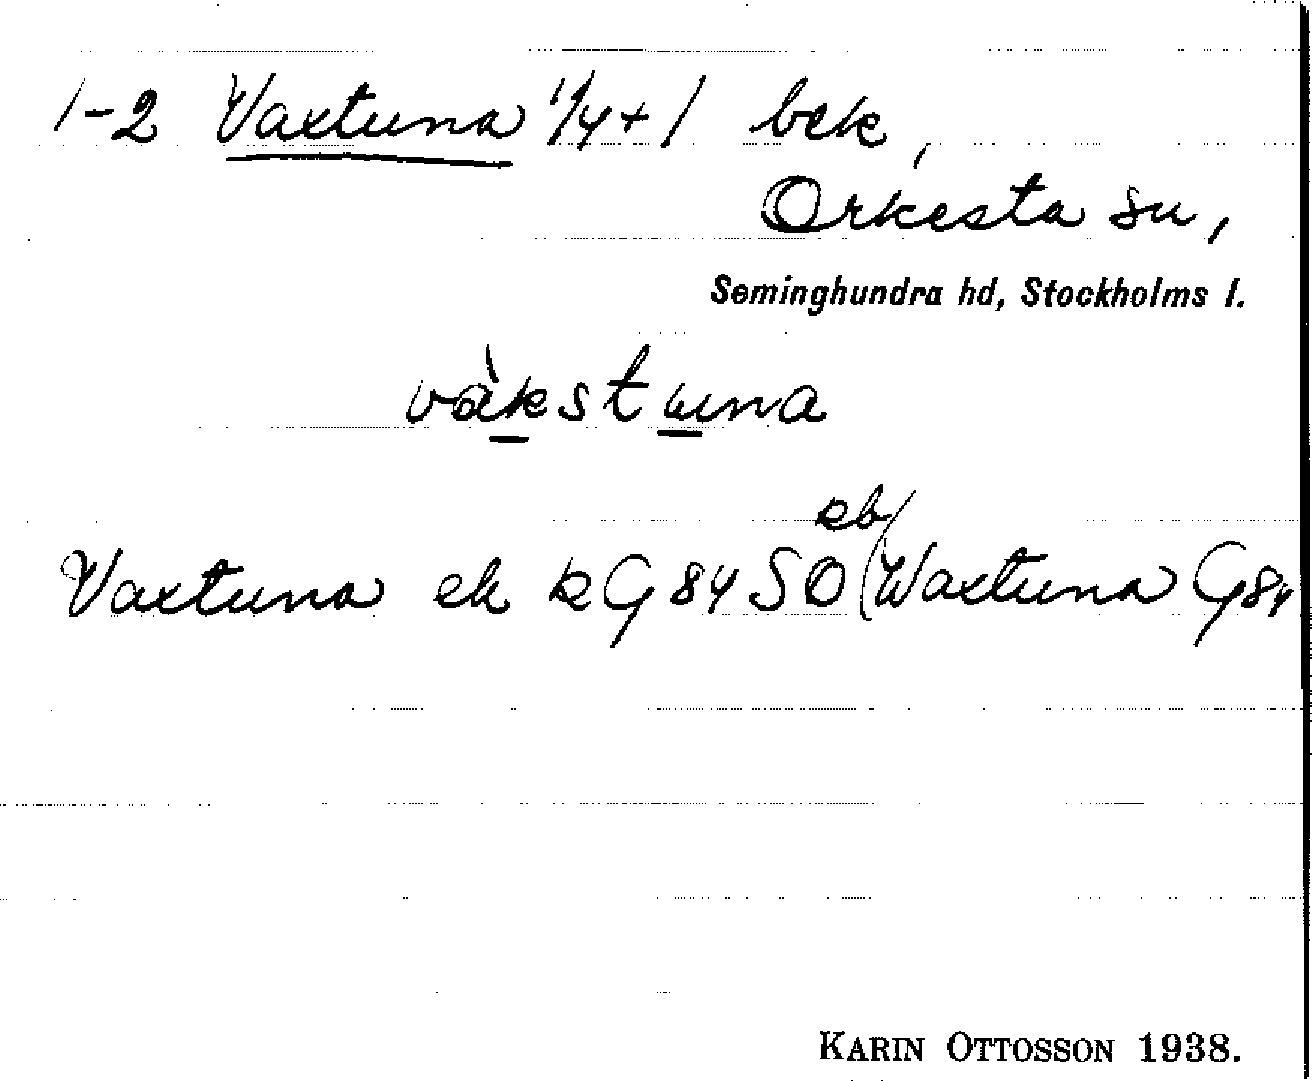 1-2 Vaxtuna 1/4+1 bek,
Orkesta sn,
Seminghundra hd, Stockholms l.
vàkstuna
eb/
Vaxtuna ek kG 84 SO (Waxtuna G84
KARIN OTTOSSON 1938.